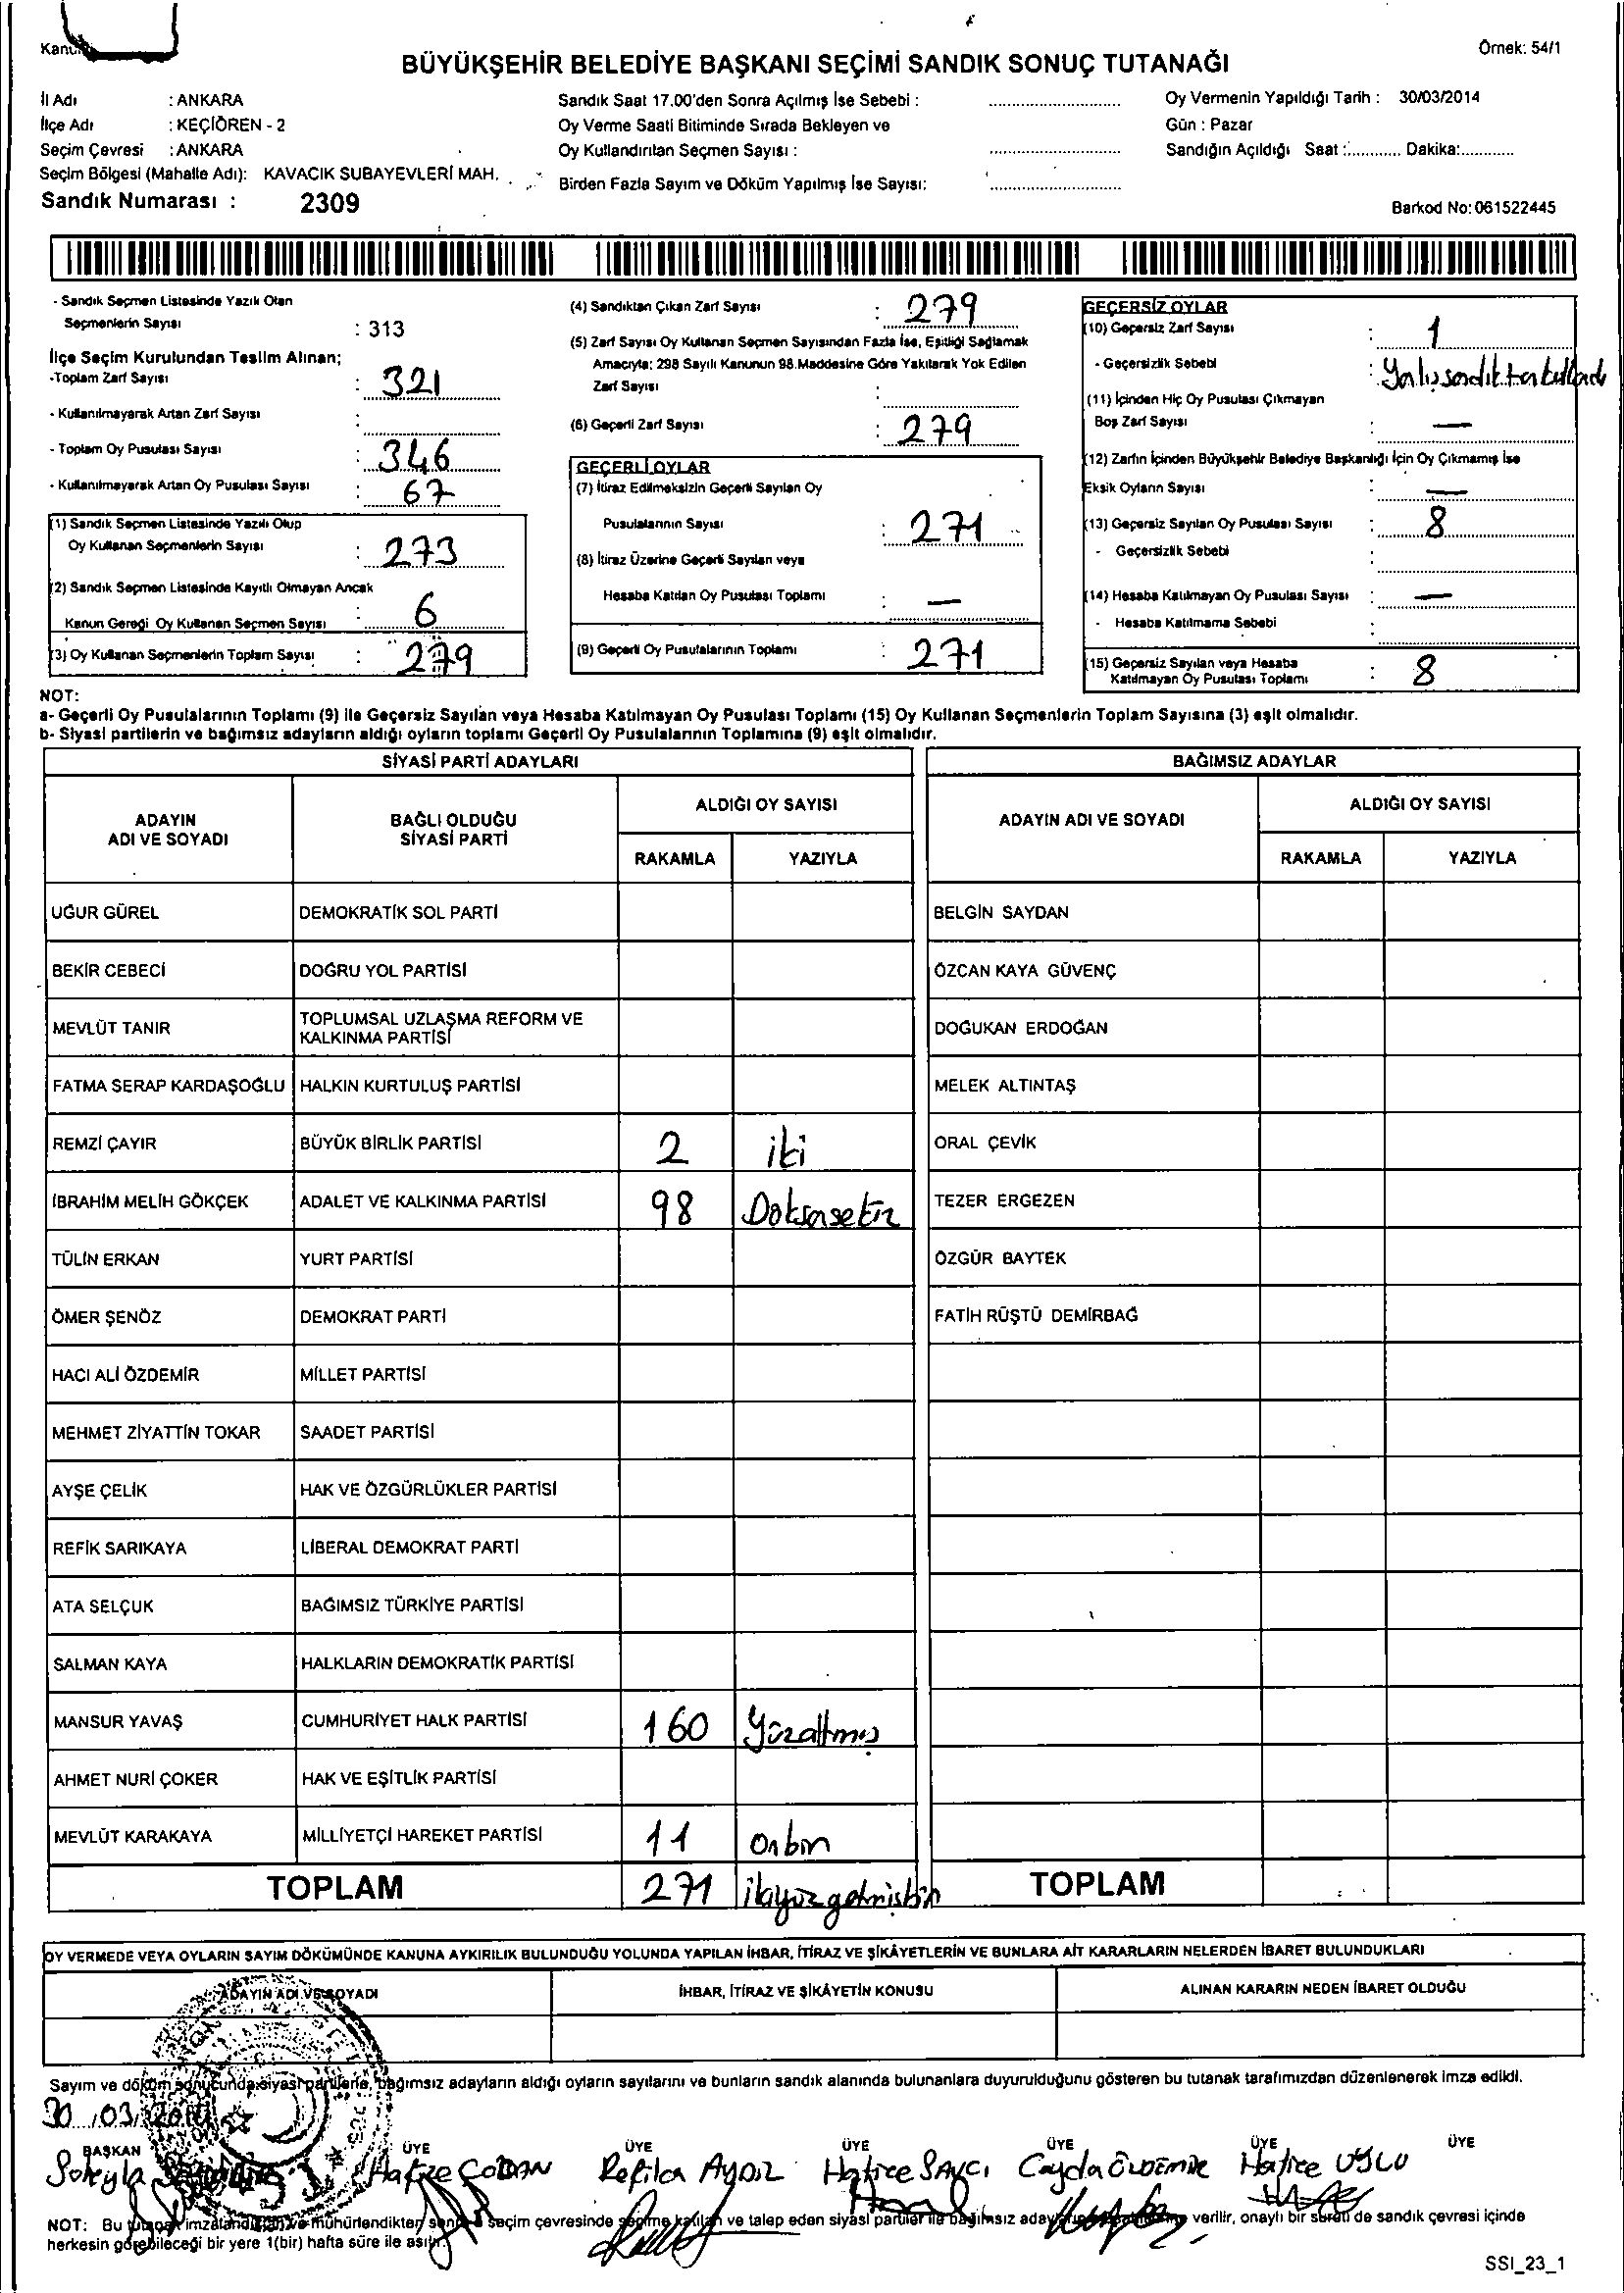 Örnek: 54/1
BÜYÜKŞEHİR BELEDİYE BAŞKANI SEÇİMİ SANDIK SONUÇ TUTANAĞI
İl Adı : ANKARA
İlçe Adı : KEÇİÖREN - 2
Seçim Çevresi : ANKARA
Seçim Bölgesi (Mahalle Adı): KAVACIK SUBAYEVLERİ MAH.
Sandık Numarası : 2309
Sandık Saat 17.00'den Sonra Açılmış İse Sebebi :
Oy Verme Saati Bitiminde Sırada Bekleyen ve
Oy Kullandırılan Seçmen Sayısı :
Birden Fazla Sayım ve Döküm Yapılmış İse Sayısı:
Oy Vermenin Yapıldığı Tarih : 30/03/2014
Gün : Pazar
Sandığın Açıldığı Saat :............ Dakika:............
Barkod No: 061522445
- Sandık Seçmen Listesinde Yazılı Olan
Seçmenlerin Sayısı : 313
İlçe Seçim Kurulundan Teslim Alınan;
-Toplam Zarf Sayısı : 321
- Kullanılmayarak Artan Zarf Sayısı :
- Toplam Oy Pusulası Sayısı : 346
- Kullanılmayarak Artan Oy Pusulası Sayısı : 67
(1) Sandık Seçmen Listesinde Yazılı Olup
Oy Kullanan Seçmenlerin Sayısı : 273
(2) Sandık Seçmen Listesinde Kayıtlı Olmayan Ancak
Kanun Gereği Oy Kullanan Seçmen Sayısı : 6
(3) Oy Kullanan Seçmenlerin Toplam Sayısı : 279
(4) Sandıktan Çıkan Zarf Sayısı : 279
(5) Zarf Sayısı Oy Kullanan Seçmen Sayısından Fazla İse, Eşitliği Sağlamak
Amacıyla; 298 Sayılı Kanunun 98.Maddesine Göre Yakılarak Yok Edilen
Zarf Sayısı :
(6) Geçerli Zarf Sayısı : 279
GEÇERLİ OYLAR
(7) İtiraz Edilmeksizin Geçerli Sayılan Oy
Pusulalarının Sayısı : 271
(8) İtiraz Üzerine Geçerli Sayılan veya
Hesaba Katılan Oy Pusulası Toplamı : —
(9) Geçerli Oy Pusulalarının Toplamı : 271
GEÇERSİZ OYLAR
(10) Geçersiz Zarf Sayısı : 1
- Geçersizlik Sebebi :
(11) İçinden Hiç Oy Pusulası Çıkmayan
Boş Zarf Sayısı : —
(12) Zarfın İçinden Büyükşehir Belediye Başkanlığı İçin Oy Çıkmamış İse
Eksik Oyların Sayısı : —
(13) Geçersiz Sayılan Oy Pusulası Sayısı : 8
- Geçersizlik Sebebi :
(14) Hesaba Katılmayan Oy Pusulası Sayısı : —
- Hesaba Katılmama Sebebi :
(15) Geçersiz Sayılan veya Hesaba
Katılmayan Oy Pusulası Toplamı : 8
NOT:
a- Geçerli Oy Pusulalarının Toplamı (9) ile Geçersiz Sayılan veya Hesaba Katılmayan Oy Pusulası Toplamı (15) Oy Kullanan Seçmenlerin Toplam Sayısına (3) eşit olmalıdır.
b- Siyasi partilerin ve bağımsız adayların aldığı oyların toplamı Geçerli Oy Pusulalarının Toplamına (9) eşit olmalıdır.
SİYASİ PARTİ ADAYLARI
ADAYIN ADI VE SOYADI BAĞLI OLDUĞU SİYASİ PARTİ ALDIĞI OY SAYISI
RAKAMLA YAZIYLA
UĞUR GÜREL DEMOKRATİK SOL PARTİ
BEKİR CEBECİ DOĞRU YOL PARTİSİ
MEVLÜT TANIR TOPLUMSAL UZLAŞMA REFORM VE KALKINMA PARTİSİ
FATMA SERAP KARDAŞOĞLU HALKIN KURTULUŞ PARTİSİ
REMZİ ÇAYIR BÜYÜK BİRLİK PARTİSİ 2 iki
İBRAHİM MELİH GÖKÇEK ADALET VE KALKINMA PARTİSİ 98 Doksansekiz
TÜLİN ERKAN YURT PARTİSİ
ÖMER ŞENÖZ DEMOKRAT PARTİ
HACI ALİ ÖZDEMİR MİLLET PARTİSİ
MEHMET ZİYATTİN TOKAR SAADET PARTİSİ
AYŞE ÇELİK HAK VE ÖZGÜRLÜKLER PARTİSİ
REFİK SARIKAYA LİBERAL DEMOKRAT PARTİ
ATA SELÇUK BAĞIMSIZ TÜRKİYE PARTİSİ
SALMAN KAYA HALKLARIN DEMOKRATİK PARTİSİ
MANSUR YAVAŞ CUMHURİYET HALK PARTİSİ 160 Yüzaltmış
AHMET NURİ ÇOKER HAK VE EŞİTLİK PARTİSİ
MEVLÜT KARAKAYA MİLLİYETÇİ HAREKET PARTİSİ 11 Onbir
TOPLAM 271 ikiyüzyetmişbir
BAĞIMSIZ ADAYLAR
ADAYIN ADI VE SOYADI ALDIĞI OY SAYISI
RAKAMLA YAZIYLA
BELGİN SAYDAN
ÖZCAN KAYA GÜVENÇ
DOĞUKAN ERDOĞAN
MELEK ALTINTAŞ
ORAL ÇEVİK
TEZER ERGEZEN
ÖZGÜR BAYTEK
FATİH RÜŞTÜ DEMİRBAĞ
TOPLAM
OY VERMEDE VEYA OYLARIN SAYIM DÖKÜMÜNDE KANUNA AYKIRILIK BULUNDUĞU YOLUNDA YAPILAN İHBAR, İTİRAZ VE ŞİKÂYETLERİN VE BUNLARA AİT KARARLARIN NELERDEN İBARET BULUNDUKLARI
ADAYIN ADI VE SOYADI İHBAR, İTİRAZ VE ŞİKÂYETİN KONUSU ALINAN KARARIN NEDEN İBARET OLDUĞU
Sayım ve döküm sonucunda siyasi partilerle, bağımsız adayların aldığı oyların sayılarını ve bunların sandık alanında bulunanlara duyurulduğunu gösteren bu tutanak tarafımızdan düzenlenerek imza edildi.
30/03/2014
BAŞKAN ÜYE ÜYE ÜYE ÜYE ÜYE ÜYE
Hatice SAVCI Çayda ÖZDEMİR Hatice USLU
NOT: Bu tutanak imzalandıktan ve mühürlendikten sonra seçim çevresinde seçime katılan ve talep eden siyasi partiler ile bağımsız verilir, onaylı bir sureti de sandık çevresi içinde
herkesin görebileceği bir yere 1(bir) hafta süre ile asılır.
SSI_23_1